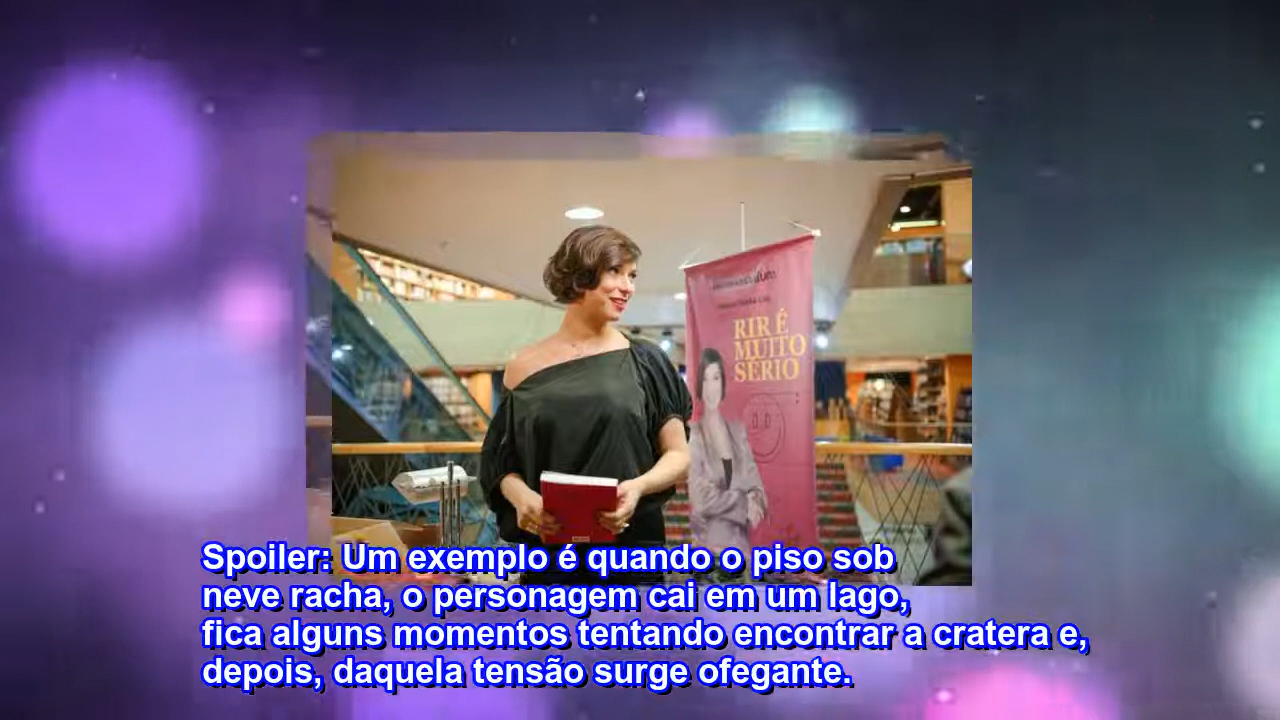 RIR É
MUITO
SÉRIO
Spoiler: Um exemplo é quando o piso sob
neve racha, o personagem cai em um lago,
fica alguns momentos tentando encontrar a cratera e,
depois, daquela tensão surge ofegante.